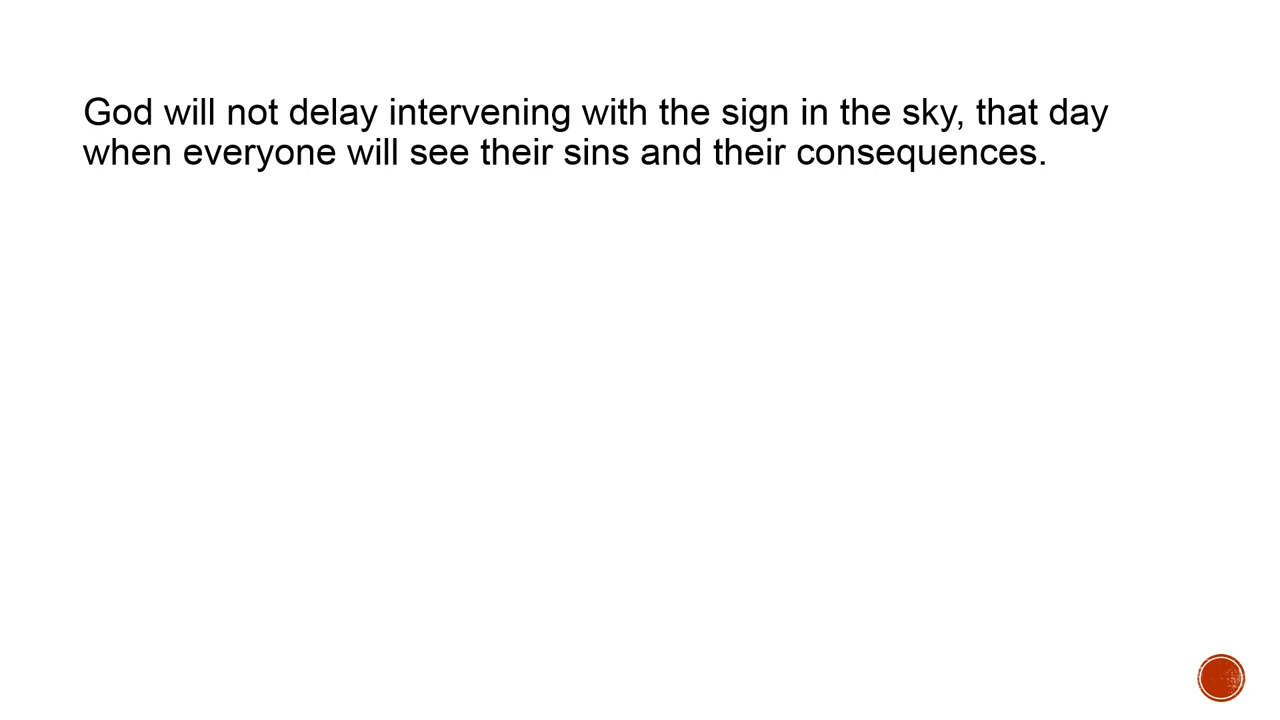 God will not delay intervening with the sign in the sky, that day
when everyone will see their sins and their consequences.